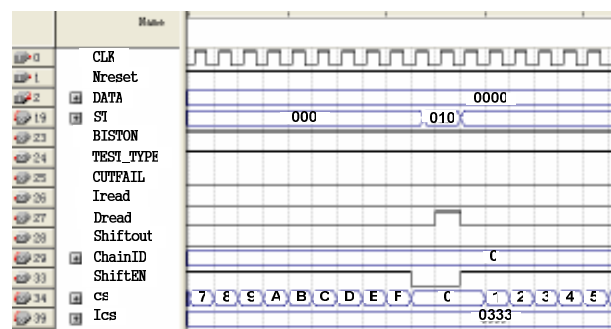 Name
0 CLK
1 Nreset
2 DATA 0000
19 ST 000 010
23 BISTON
24 TEST_TYPE
25 CUTFAIL
26 Iread
27 Dread
28 Shiftout
29 ChainID 0
33 ShiftEN
34 cs 7 8 9 A B C D E F 0 1 2 3 4 5
39 Ics 0333